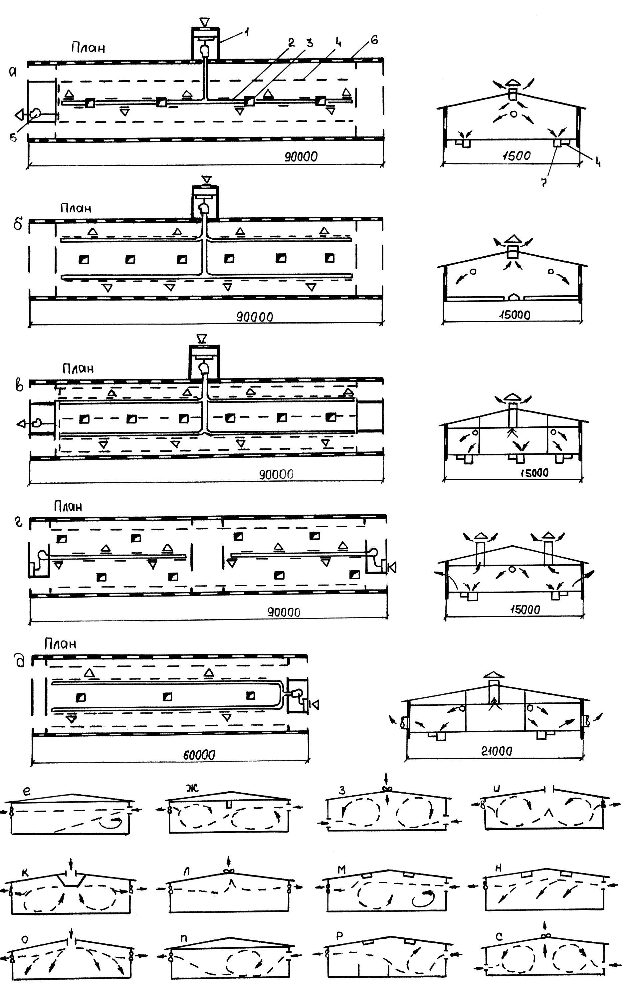 План
1
2 3 4 6
а
5
90000
1500
7
4
План
б
90000
15000
План
в
90000
15000
План
г
90000
15000
План
д
60000
21000
е
ж
з
и
к
л
м
н
о
п
р
с